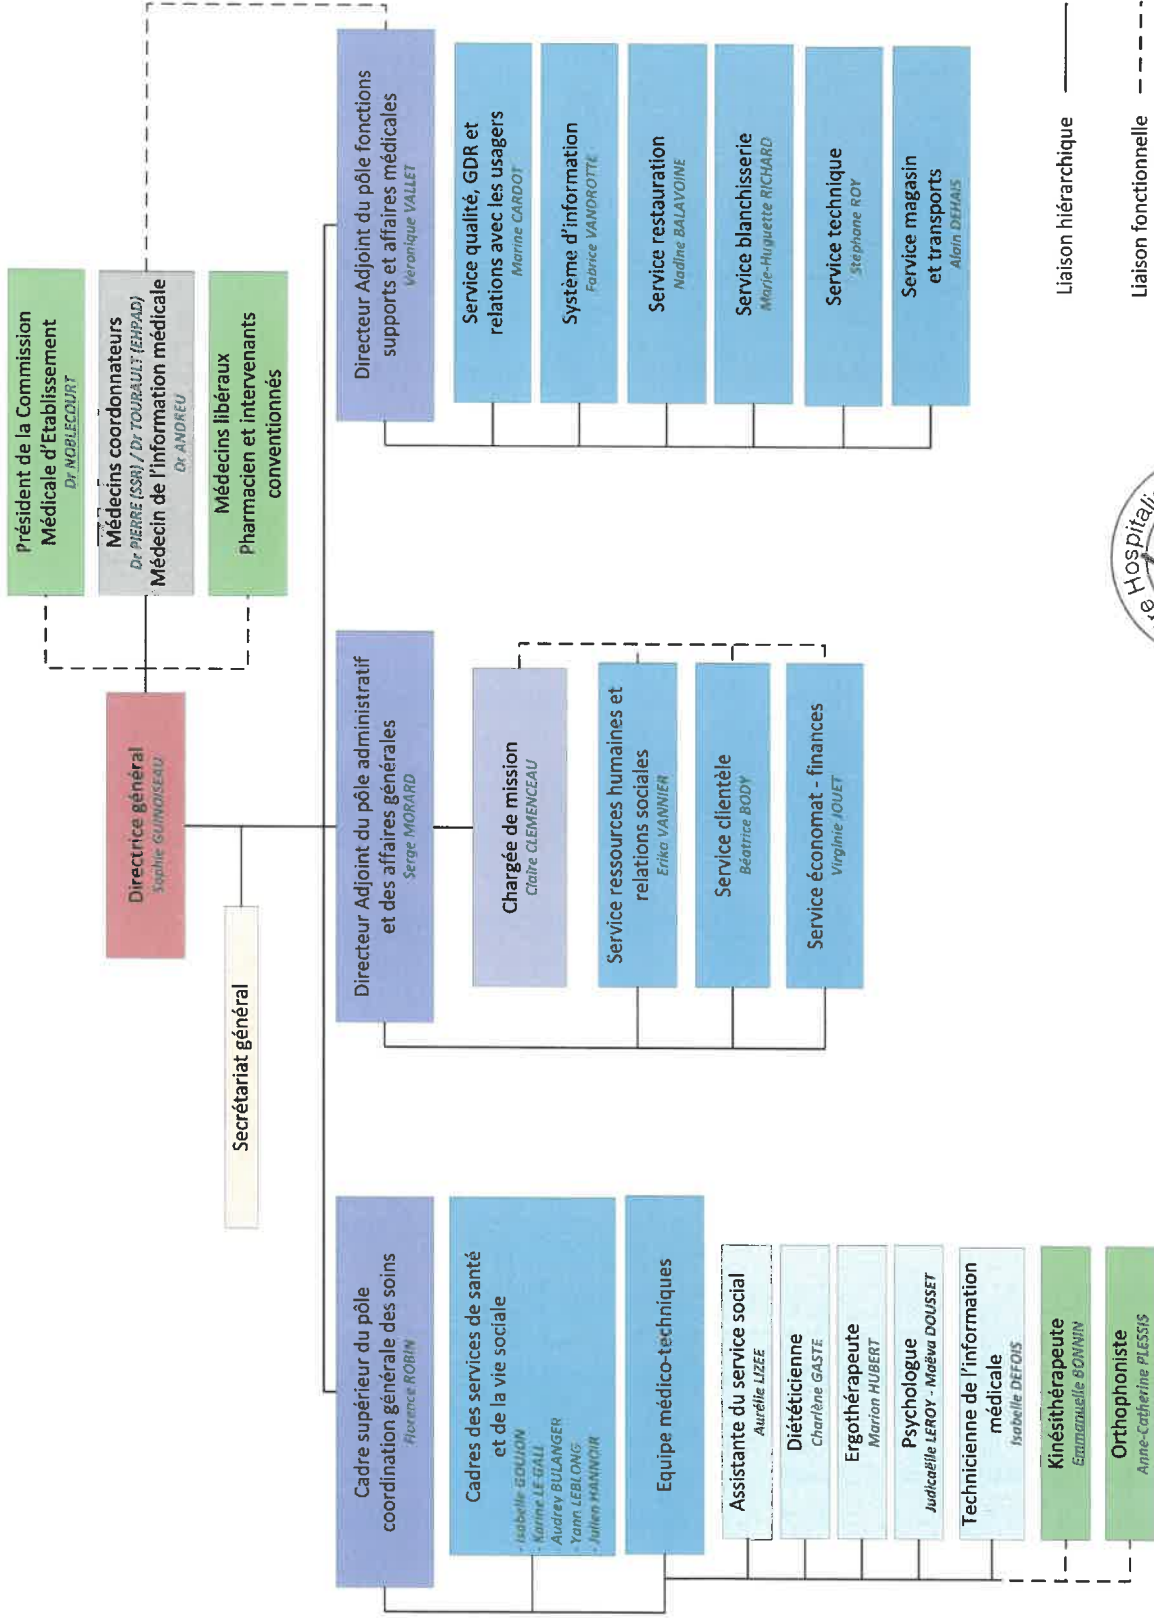 Président de la Commission
Médicale d'Etablissement
Dr NOBLECOURT
Médecins coordonnateurs
Dr PIERRE (SSR) / Dr TOURAULT (EHPAD)
Médecin de l'information médicale
Dr ANDREU
Médecins libéraux
Pharmacien et intervenants
conventionnés
Directrice général
Sophie GUINOISEAU
Secrétariat général
Cadre supérieur du pôle
coordination générale des soins
Florence ROBIN
Cadres des services de santé
et de la vie sociale
- Isabelle GOUJON
- Karine LE GALL
- Audrey BULANGER
- Yann LEBLONG
- Julien HANNOIR
Equipe médico-techniques
Assistante du service social
Aurélie LIZEE
Diététicienne
Charlène GASTE
Ergothérapeute
Marion HUBERT
Psychologue
Judicaëlle LEROY - Maëva DOUSSET
Technicienne de l'information
médicale
Isabelle DEFOIS
Kinésithérapeute
Emmanuelle BONNIN
Orthophoniste
Anne-Catherine PLESSIS
Directeur Adjoint du pôle administratif
et des affaires générales
Serge MORARD
Chargée de mission
Claire CLEMENCEAU
Service ressources humaines et
relations sociales
Erika VANNIER
Service clientèle
Béatrice BODY
Service économat - finances
Virginie JOUET
Directeur Adjoint du pôle fonctions
supports et affaires médicales
Véronique VALLET
Service qualité, GDR et
relations avec les usagers
Marine CARDOT
Système d'information
Fabrice VANDROTTE
Service restauration
Nadine BALAVOINE
Service blanchisserie
Marie-Huguette RICHARD
Service technique
Stéphane ROY
Service magasin
et transports
Alain DEHAIS
Liaison hiérarchique
Liaison fonctionnelle
Hospitalie